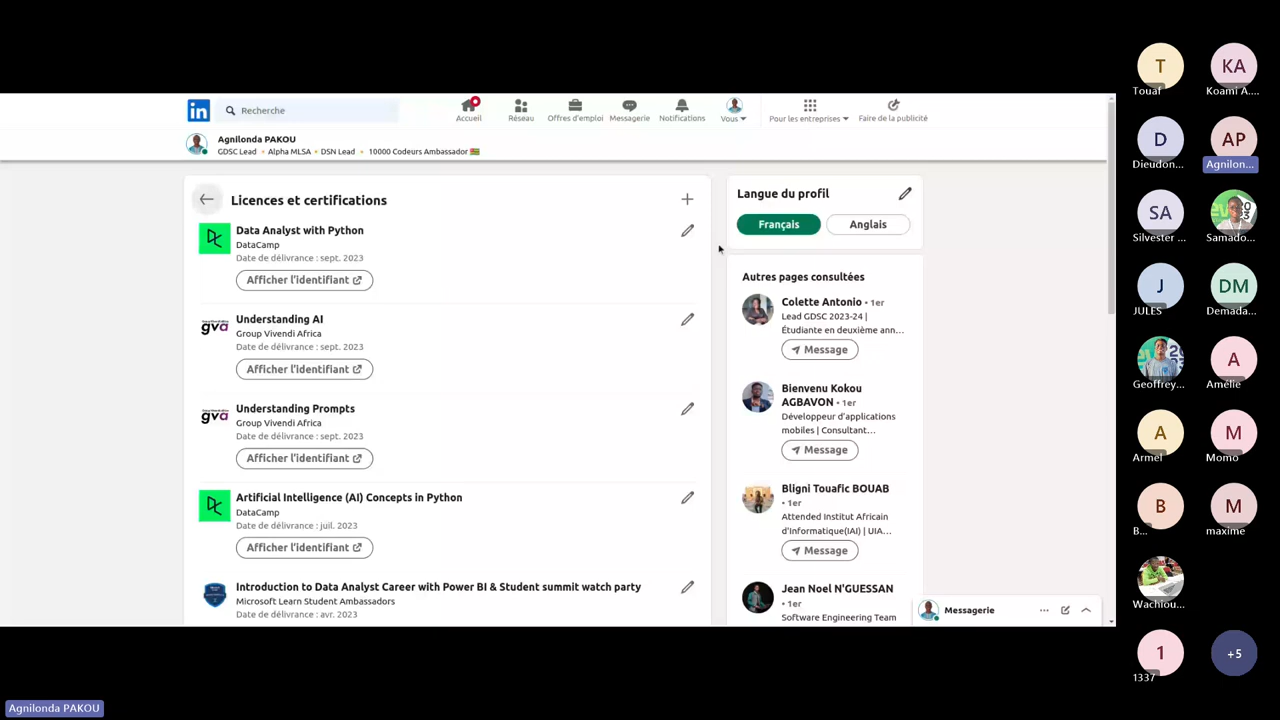 Recherche
Accueil
Réseau
Offres d'emploi
Messagerie
Notifications
Vous
Pour les entreprises
Faire de la publicité
Agnilonda PAKOU
GDSC Lead • Alpha MLSA • DSN Lead • 10000 Codeurs Ambassador 🇹🇬
Licences et certifications
Data Analyst with Python
DataCamp
Date de délivrance : sept. 2023
Afficher l'identifiant
gva
Understanding AI
Group Vivendi Africa
Date de délivrance : sept. 2023
Afficher l'identifiant
gva
Understanding Prompts
Group Vivendi Africa
Date de délivrance : sept. 2023
Afficher l'identifiant
Artificial Intelligence (AI) Concepts in Python
DataCamp
Date de délivrance : juil. 2023
Afficher l'identifiant
Introduction to Data Analyst Career with Power BI & Student summit watch party
Microsoft Learn Student Ambassadors
Date de délivrance : avr. 2023
Langue du profil
Français
Anglais
Autres pages consultées
Colette Antonio • 1er
Lead GDSC 2023-24 |
Étudiante en deuxième ann…
Message
Bienvenu Kokou
AGBAVON • 1er
Développeur d'applications
mobiles | Consultant…
Message
Bligni Touafic BOUAB
• 1er
Attended Institut Africain
d'Informatique(IAI) | UIA…
Message
Jean Noel N'GUESSAN
• 1er
Software Engineering Team
Messagerie
T
Touaf
KA
Koami A....
D
Dieudon...
AP
Agnilon...
SA
Silvester ...
Samado...
J
JULES
DM
Demada...
Geoffrey...
A
Amélie
A
Armel
M
Momo
B
B...
M
maxime
Wachiou...
1
1337
+5
Agnilonda PAKOU